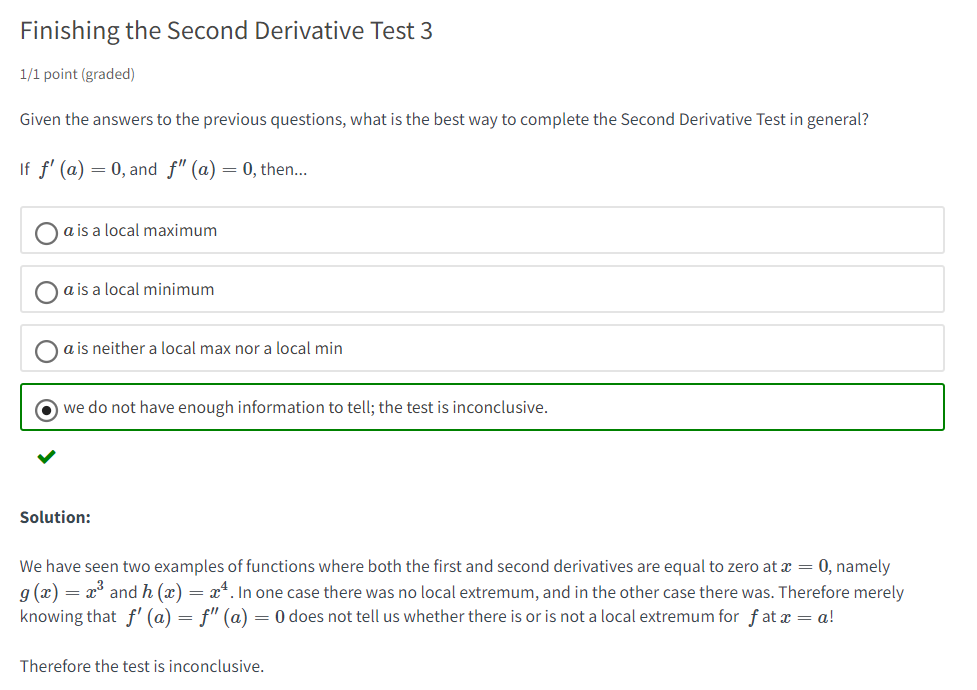 Finishing the Second Derivative Test 3
1/1 point (graded)
Given the answers to the previous questions, what is the best way to complete the Second Derivative Test in general?
If f′ (a) = 0, and f″ (a) = 0, then...
a is a local maximum
a is a local minimum
a is neither a local max nor a local min
we do not have enough information to tell; the test is inconclusive.
Solution:
We have seen two examples of functions where both the first and second derivatives are equal to zero at x = 0, namely
g (x) = x³ and h (x) = x⁴. In one case there was no local extremum, and in the other case there was. Therefore merely
knowing that f′ (a) = f″ (a) = 0 does not tell us whether there is or is not a local extremum for f at x = a!
Therefore the test is inconclusive.